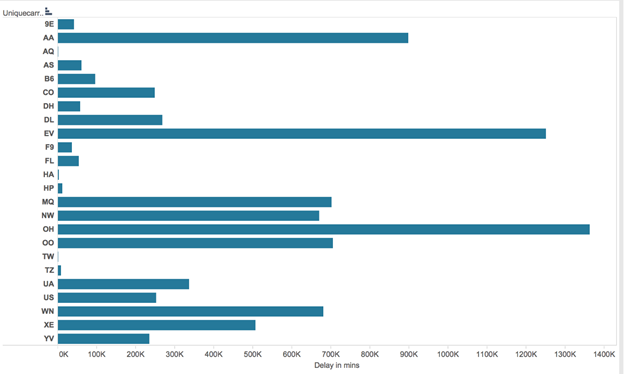 Uniquecarr..
9E
AA
AQ
AS
B6
CO
DH
DL
EV
F9
FL
HA
HP
MQ
NW
OH
OO
TW
TZ
UA
US
WN
XE
YV
0K 100K 200K 300K 400K 500K 600K 700K 800K 900K 1000K 1100K 1200K 1300K 1400K
Delay in mins